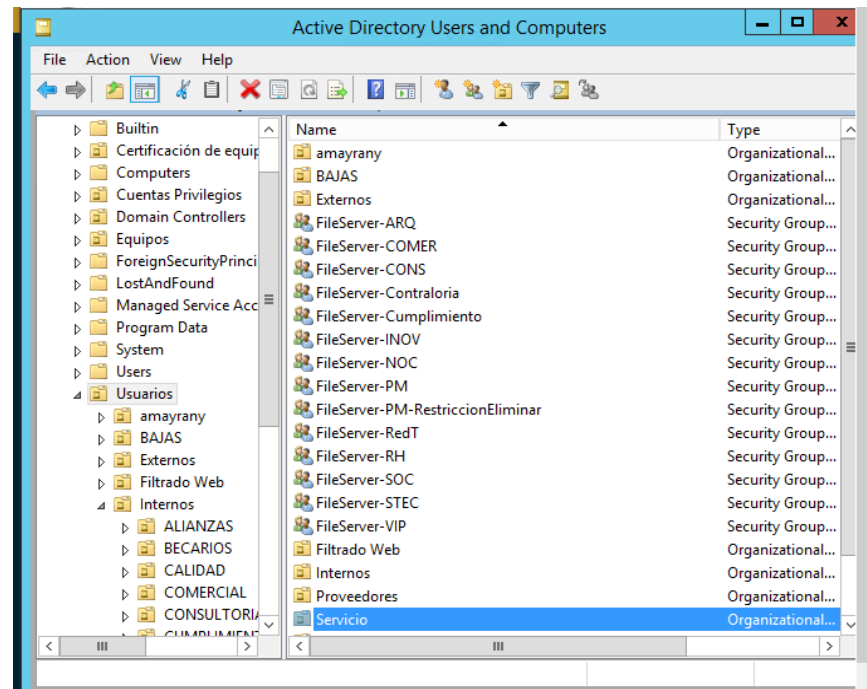 Active Directory Users and Computers
File Action View Help
Builtin
Certificación de equip
Computers
Cuentas Privilegios
Domain Controllers
Equipos
ForeignSecurityPrinci
LostAndFound
Managed Service Acc
Program Data
System
Users
Usuarios
amayrany
BAJAS
Externos
Filtrado Web
Internos
ALIANZAS
BECARIOS
CALIDAD
COMERCIAL
CONSULTORIA
Name Type
amayrany Organizational...
BAJAS Organizational...
Externos Organizational...
FileServer-ARQ Security Group...
FileServer-COMER Security Group...
FileServer-CONS Security Group...
FileServer-Contraloria Security Group...
FileServer-Cumplimiento Security Group...
FileServer-INOV Security Group...
FileServer-NOC Security Group...
FileServer-PM Security Group...
FileServer-PM-RestriccionEliminar Security Group...
FileServer-RedT Security Group...
FileServer-RH Security Group...
FileServer-SOC Security Group...
FileServer-STEC Security Group...
FileServer-VIP Security Group...
Filtrado Web Organizational...
Internos Organizational...
Proveedores Organizational...
Servicio Organizational...